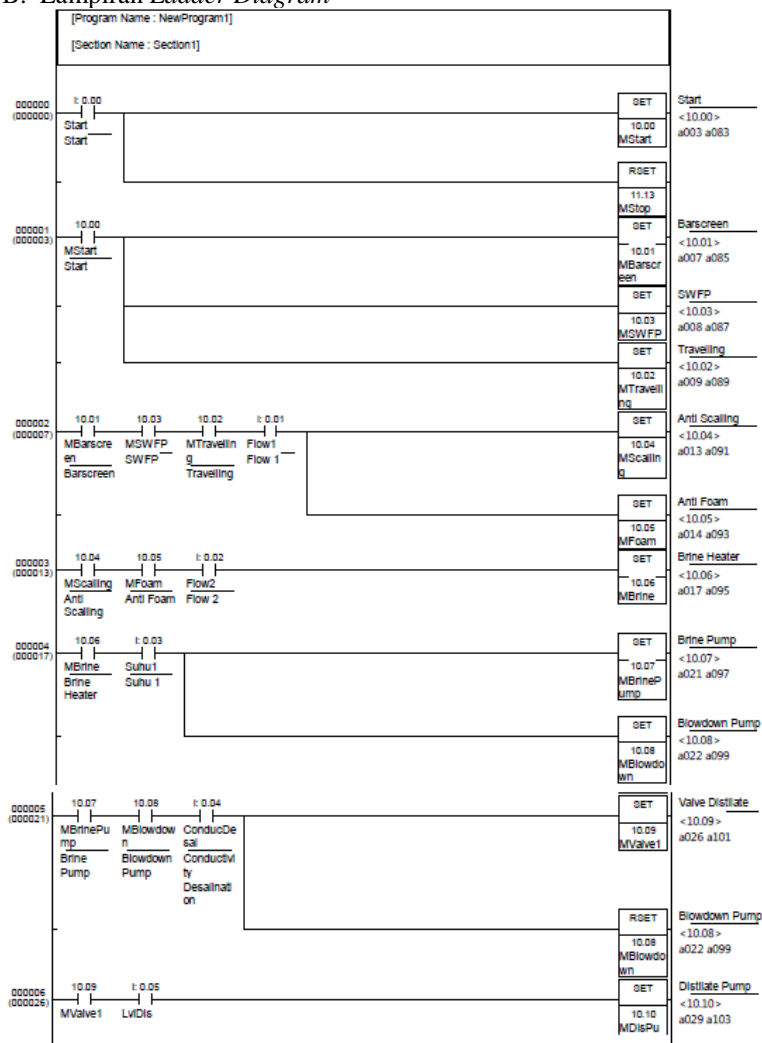 B. Lampiran Ladder Diagram
[Program Name : NewProgram1]
[Section Name : Section1]
000000
(000000)
I: 0.00
Start
Start
SET
10.00
MStart
Start
<10.00>
a003 a083
RSET
11.13
MStop
000001
(000003)
10.00
MStart
Start
SET
10.01
MBarscr
een
Barscreen
<10.01>
a007 a085
SET
10.03
MSWFP
SWFP
<10.03>
a008 a087
SET
10.02
MTravelli
ng
Travelling
<10.02>
a009 a089
000002
(000007)
10.01 10.03 10.02 I: 0.01
MBarscre MSWFP MTravellin Flow1
en SWFP g Flow 1
Barscreen Travelling
SET
10.04
MScalin
g
Anti Scaling
<10.04>
a013 a091
SET
10.05
MFoam
Anti Foam
<10.05>
a014 a093
000003
(000013)
10.04 10.05 I: 0.02
MScaling MFoam Flow2
Anti Anti Foam Flow 2
Scaling
SET
10.06
MBrine
Brine Heater
<10.06>
a017 a095
000004
(000017)
10.06 I: 0.03
MBrine Suhu1
Brine Suhu 1
Heater
SET
10.07
MBrineP
ump
Brine Pump
<10.07>
a021 a097
SET
10.08
MBlowdo
wn
Blowdown Pump
<10.08>
a022 a099
000005
(000021)
10.07 10.08 I: 0.04
MBrinePu MBlowdow ConducDe
mp n sal
Brine Blowdown Conductivi
Pump Pump ty
Desalinati
on
SET
10.09
MValve1
Valve Distilate
<10.09>
a026 a101
RSET
10.08
MBlowdo
wn
Blowdown Pump
<10.08>
a022 a099
000006
(000026)
10.09 I: 0.05
MValve1 LvlDis
SET
10.10
MDisPu
Distilate Pump
<10.10>
a029 a103